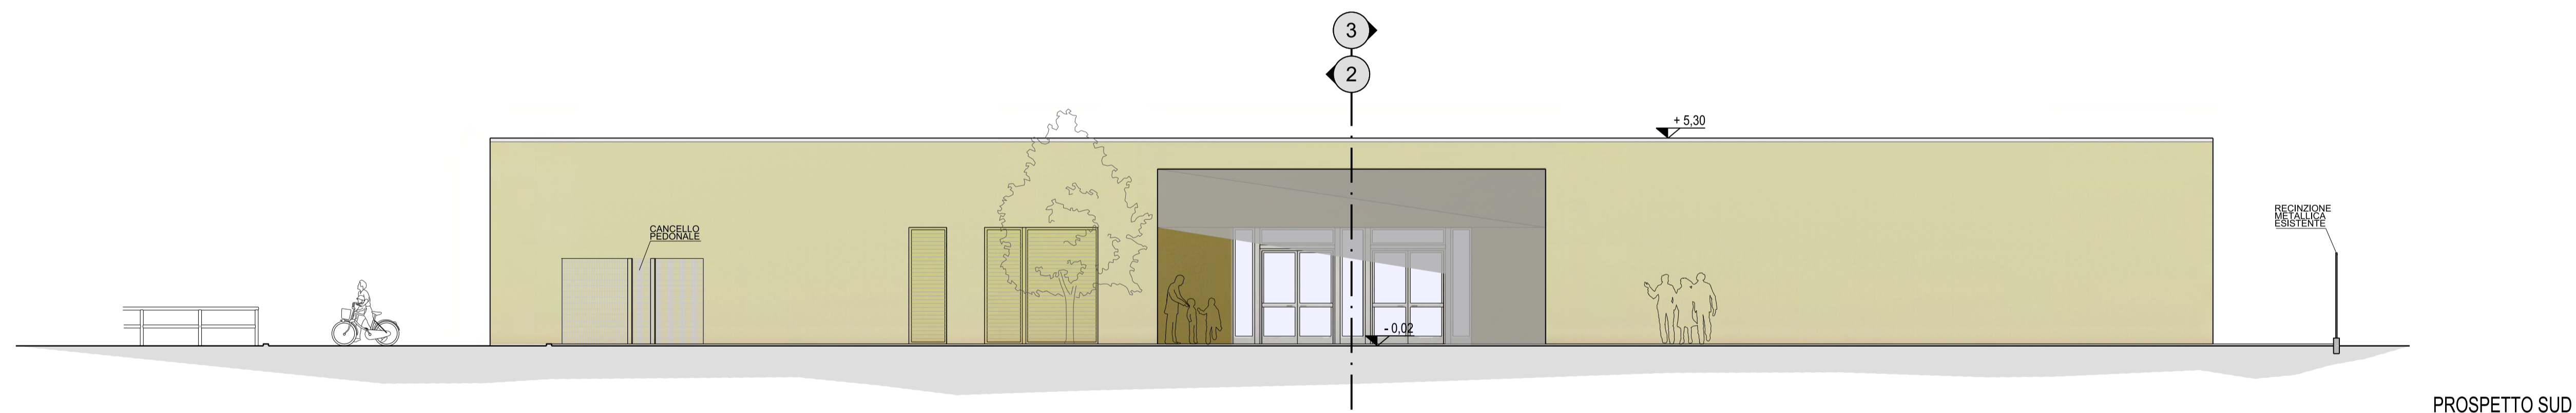 3
2
+ 5,30
CANCELLO
PEDONALE
RECINZIONE
METALLICA
ESISTENTE
- 0,02
PROSPETTO SUD